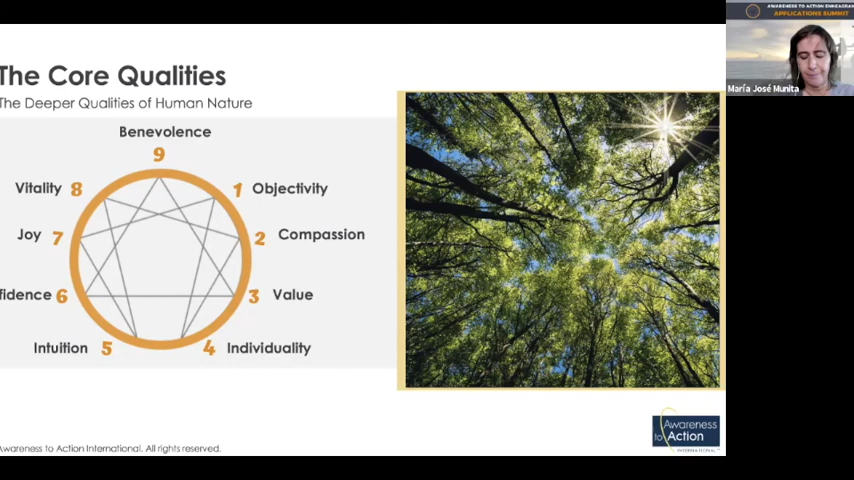 The Core Qualities
The Deeper Qualities of Human Nature
Benevolence
9
Vitality 8
1 Objectivity
Joy 7
2 Compassion
fidence 6
3 Value
Intuition 5
4 Individuality
Awareness to Action International. All rights reserved.
Awareness
to Action
INTERNATIONAL
AWARENESS TO ACTION ENNEAGRAM
APPLICATIONS SUMMIT
María José Munita